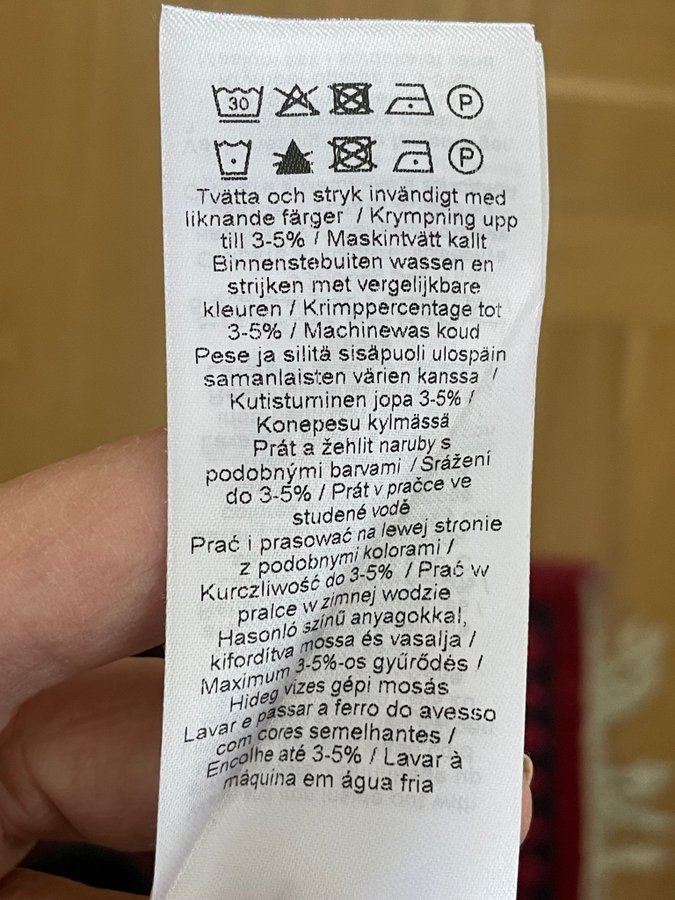 30 P
P
Tvätta och stryk invändigt med
liknande färger / Krympning upp
till 3-5% / Maskintvätt kallt
Binnenstebuiten wassen en
strijken met vergelijkbare
kleuren / Krimppercentage tot
3-5% / Machinewas koud
Pese ja silitä sisäpuoli ulospäin
samanlaisten värien kanssa /
Kutistuminen jopa 3-5% /
Konepesu kylmässä
Prát a žehlit naruby s
podobnými barvami / Srážení
do 3-5% / Prát v pračce ve
studené vodě
Prać i prasować na lewej stronie
z podobnymi kolorami /
Kurczliwość do 3-5% / Prać w
pralce w zimnej wodzie
Hasonló színű anyagokkal,
kifordítva mossa és vasalja /
Maximum 3-5%-os gyűrődés /
Hideg vizes gépi mosás
Lavar e passar a ferro do avesso
com cores semelhantes /
Encolhe até 3-5% / Lavar à
máquina em água fria